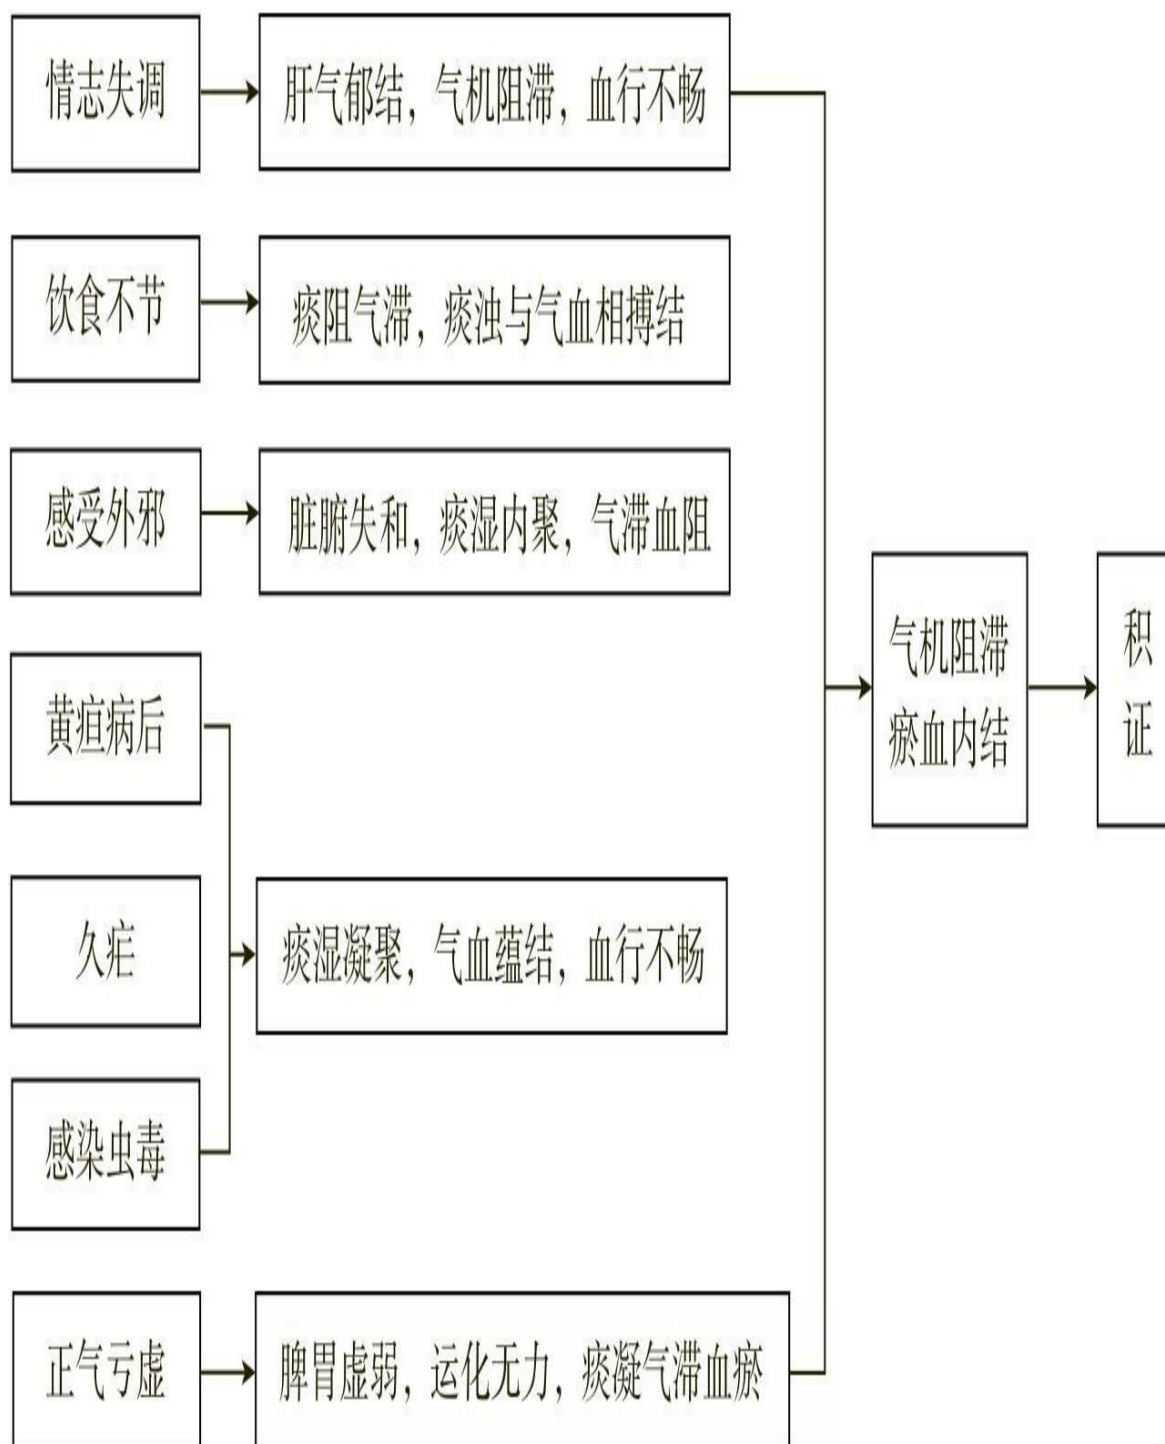 情志失调
肝气郁结，气机阻滞，血行不畅
饮食不节
痰阻气滞，痰浊与气血相搏结
感受外邪
脏腑失和，痰湿内聚，气滞血阻
黄疸病后
久疟
感染虫毒
痰湿凝聚，气血蕴结，血行不畅
正气亏虚
脾胃虚弱，运化无力，痰凝气滞血瘀
气机阻滞
瘀血内结
积
证